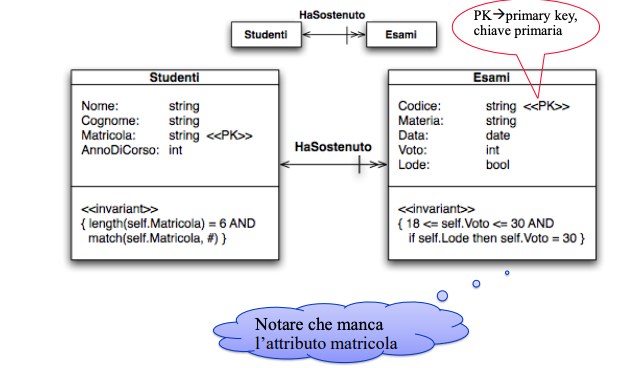 HaSostenuto
Studenti
Esami
PK→primary key,
chiave primaria
Studenti
Nome: string
Cognome: string
Matricola: string <<PK>>
AnnoDiCorso: int
<<invariant>>
{ length(self.Matricola) = 6 AND
match(self.Matricola, #) }
HaSostenuto
Esami
Codice: string <<PK>>
Materia: string
Data: date
Voto: int
Lode: bool
<<invariant>>
{ 18 <= self.Voto <= 30 AND
if self.Lode then self.Voto = 30 }
Notare che manca
l’attributo matricola